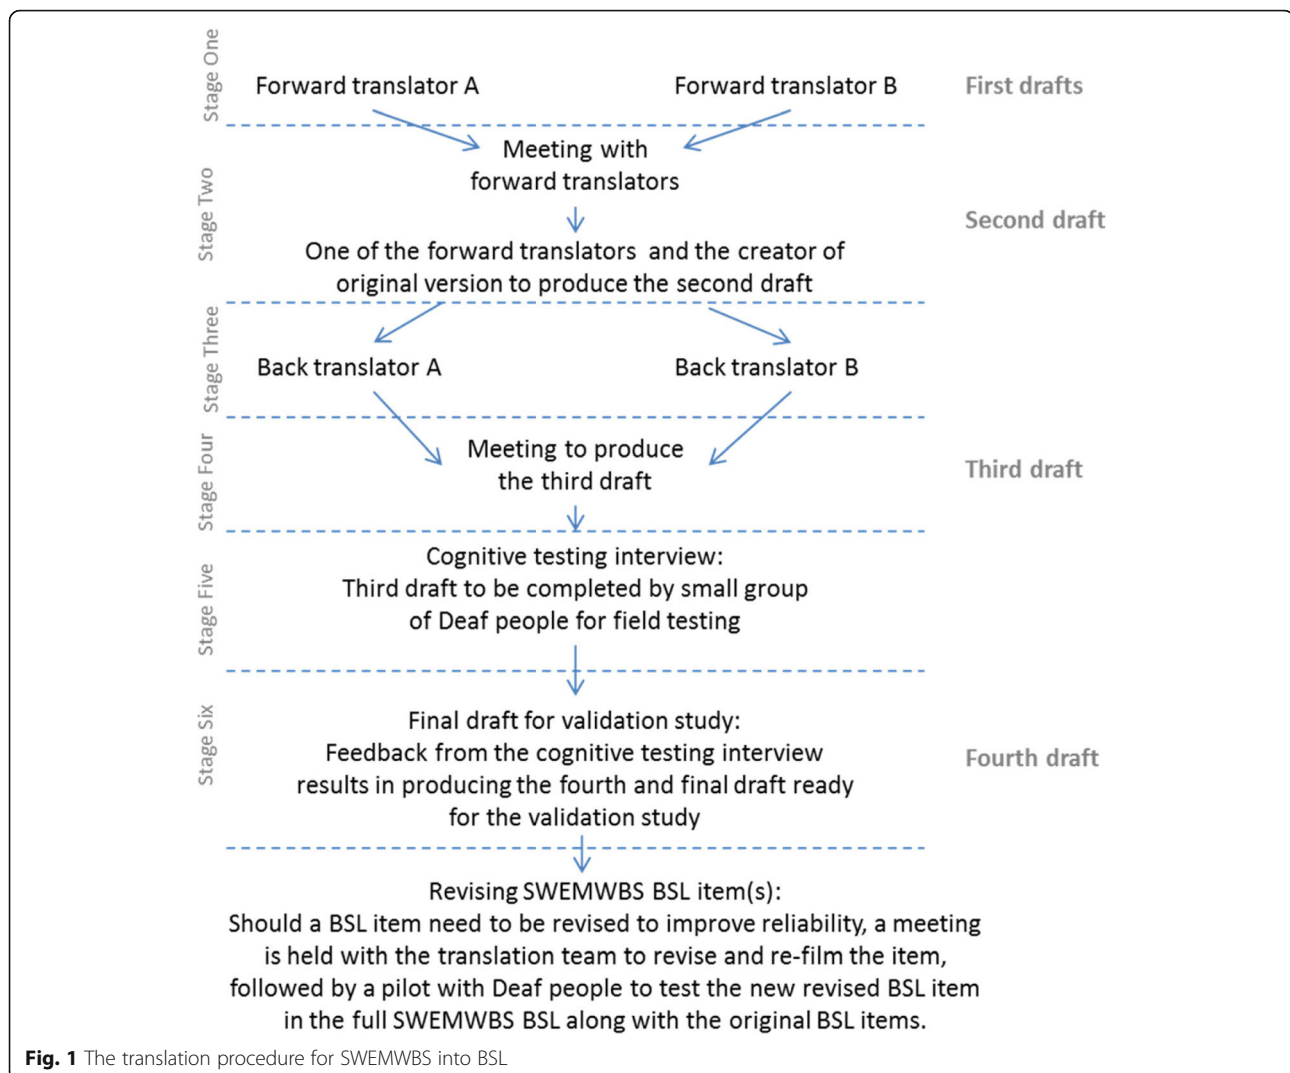 Stage One
Forward translator A
Forward translator B
First drafts
Meeting with
forward translators
Stage Two
Second draft
One of the forward translators and the creator of
original version to produce the second draft
Stage Three
Back translator A
Back translator B
Stage Four
Meeting to produce
the third draft
Third draft
Stage Five
Cognitive testing interview:
Third draft to be completed by small group
of Deaf people for field testing
Stage Six
Final draft for validation study:
Feedback from the cognitive testing interview
results in producing the fourth and final draft ready
for the validation study
Fourth draft
Revising SWEMWBS BSL item(s):
Should a BSL item need to be revised to improve reliability, a meeting
is held with the translation team to revise and re-film the item,
followed by a pilot with Deaf people to test the new revised BSL item
in the full SWEMWBS BSL along with the original BSL items.
Fig. 1 The translation procedure for SWEMWBS into BSL